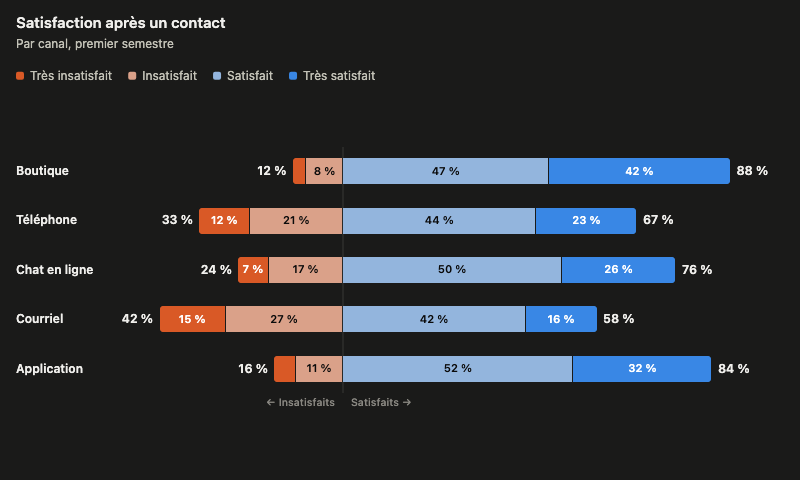 Satisfaction après un contact
Par canal, premier semestre
Très insatisfait Insatisfait Satisfait Très satisfait
Boutique 12 % 8 % 47 % 42 % 88 %
Téléphone 33 % 12 % 21 % 44 % 23 % 67 %
Chat en ligne 24 % 7 % 17 % 50 % 26 % 76 %
Courriel 42 % 15 % 27 % 42 % 16 % 58 %
Application 16 % 11 % 52 % 32 % 84 %
← Insatisfaits Satisfaits →